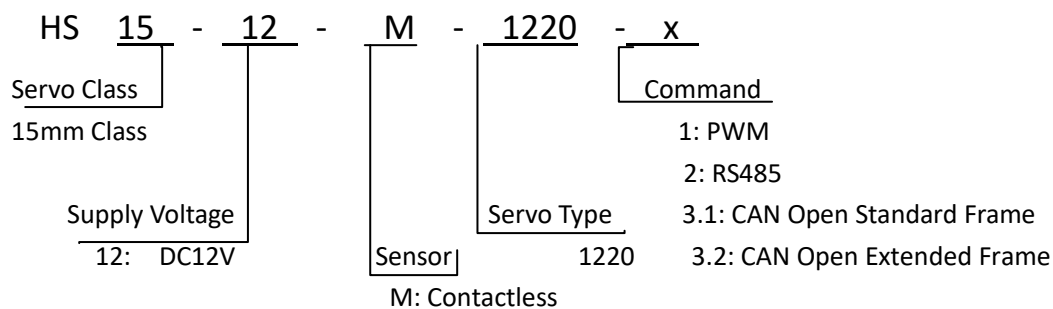 HS 15 - 12 - M - 1220 - x
Servo Class Command
15mm Class 1: PWM
2: RS485
Supply Voltage Servo Type 3.1: CAN Open Standard Frame
12: DC12V Sensor 1220 3.2: CAN Open Extended Frame
M: Contactless